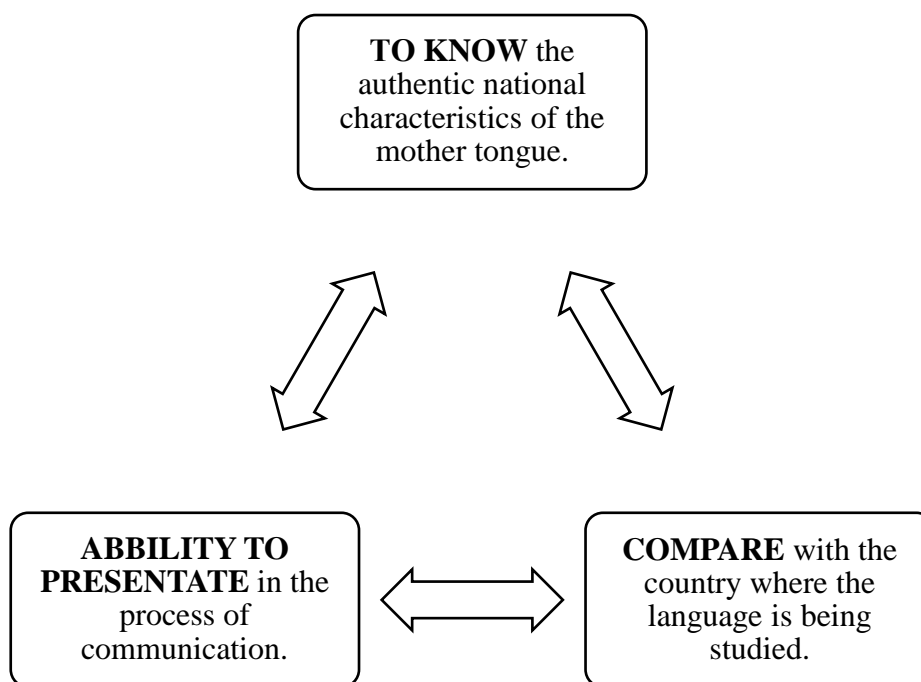 TO KNOW the
authentic national
characteristics of the
mother tongue.
ABBILITY TO
PRESENTATE in the
process of
communication.
COMPARE with the
country where the
language is being
studied.